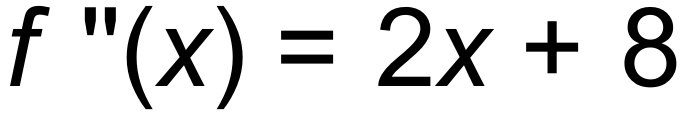 f "(x) = 2x + 8